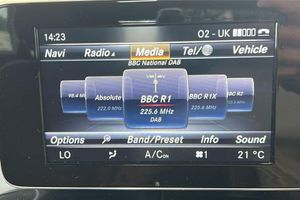 14:23 O2 - UK
Navi Radio Media Tel/ Vehicle
BBC National DAB
98.4 M
Absolute
222.0 MHz
BBC R1
225.6 MHz
DAB
BBC R1X
225.6 MHz
BBC R2
Options Band/Preset Info Sound
LO A/C ON 1 21 °C